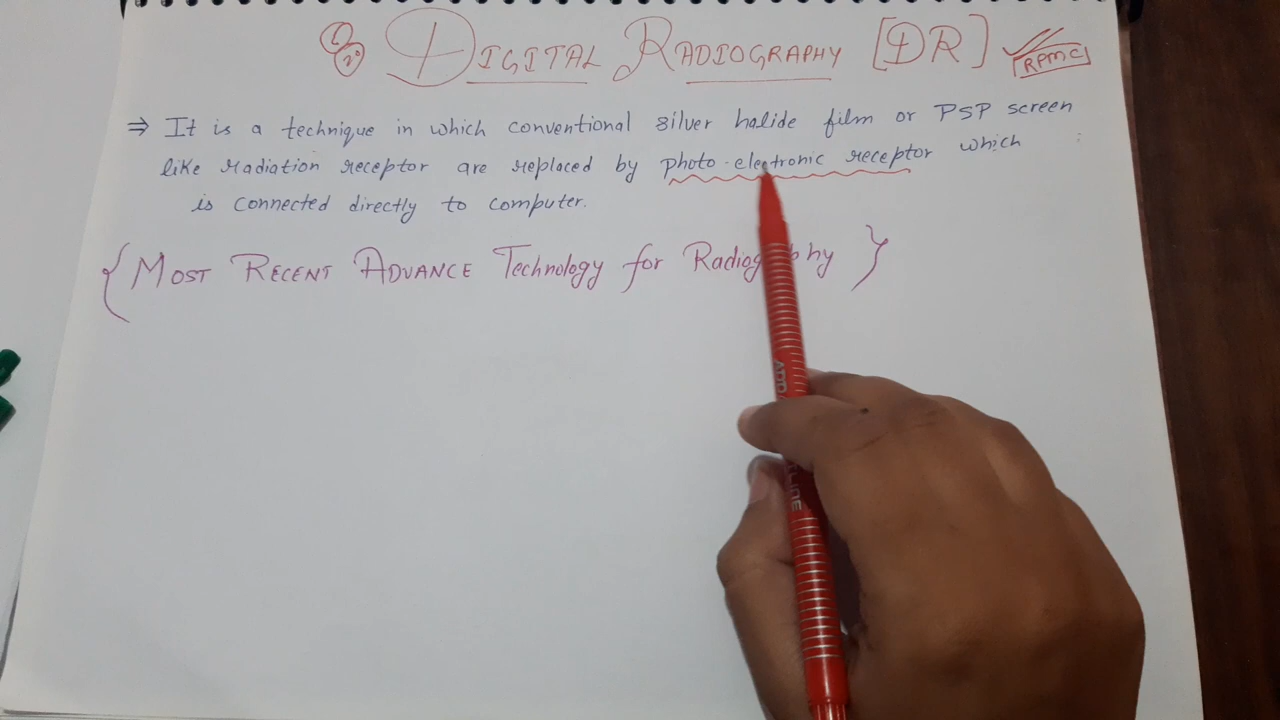 DIGITAL RADIOGRAPHY [DR]
RPMC
⇒ It is a technique in which conventional silver halide film or PSP screen
like radiation receptor are replaced by photo-electronic receptor which
is connected directly to computer.
{ MOST RECENT ADVANCE Technology for Radiography }